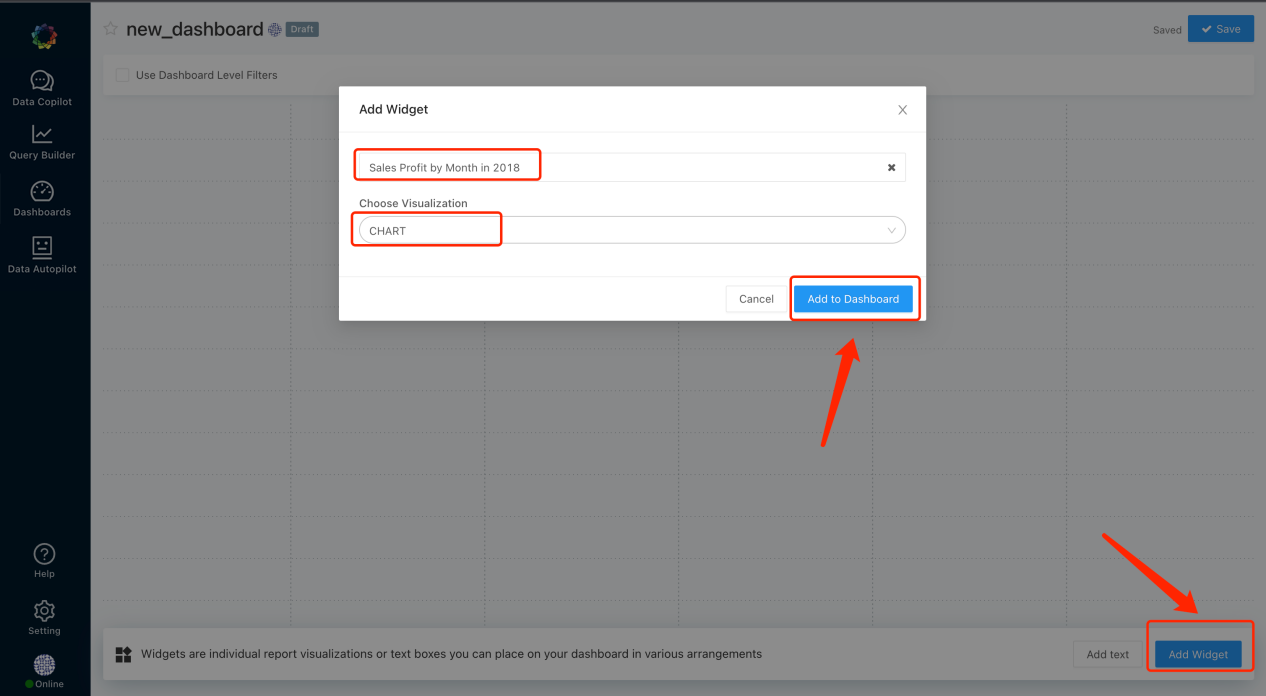 new_dashboard
Draft
Saved
Save
Data Copilot
Query Builder
Dashboards
Data Autopilot
Help
Setting
Online
Use Dashboard Level Filters
Add Widget
Sales Profit by Month in 2018
Choose Visualization
CHART
Cancel
Add to Dashboard
Widgets are individual report visualizations or text boxes you can place on your dashboard in various arrangements
Add text
Add Widget